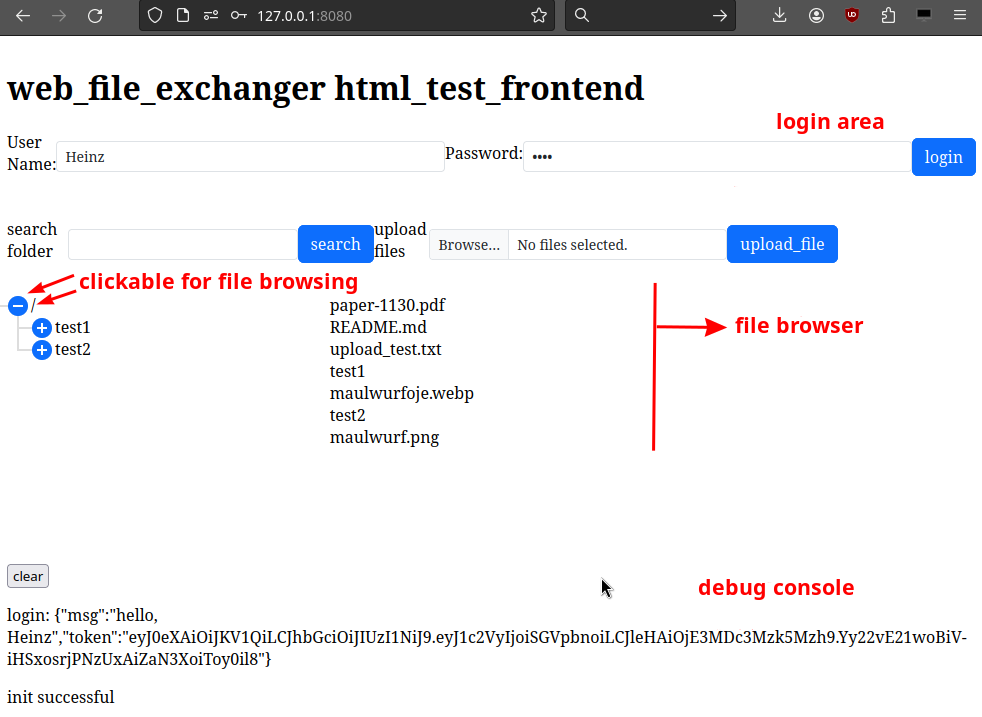 127.0.0.1:8080
web_file_exchanger html_test_frontend
login area
User Name:
Heinz
Password:
••••
login
search folder
search
upload files
Browse...
No files selected.
upload_file
clickable for file browsing
/
test1
test2
paper-1130.pdf
README.md
upload_test.txt
test1
maulwurfoje.webp
test2
maulwurf.png
file browser
clear
debug console
login: {"msg":"hello,
Heinz","token":"eyJ0eXAiOiJKV1QiLCJhbGciOiJIUzI1NiJ9.eyJ1c2VyIjoiSGVpbnoiLCJleHAiOjE3MDc3Mzk5Mzh9.Yy22vE21woBiV-
iHSxosrjPNzUxAiZaN3XoiToy0il8"}
init successful